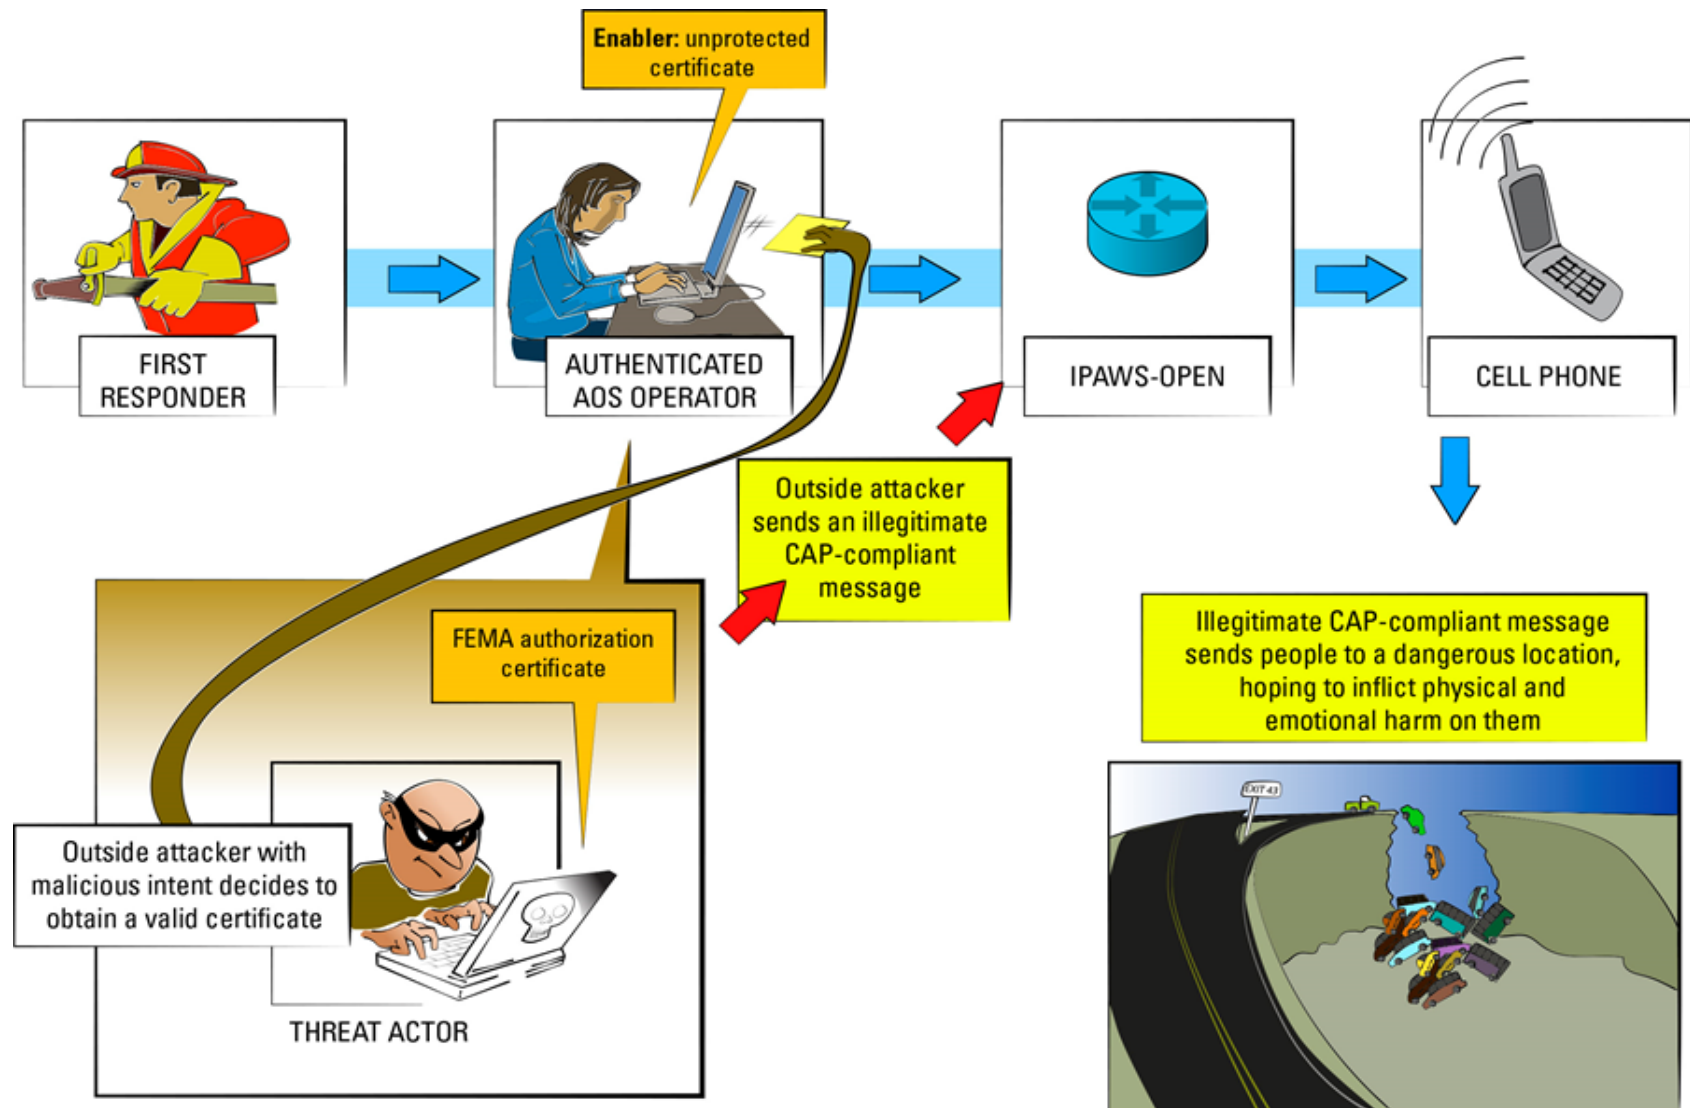 Enabler: unprotected
certificate
FIRST
RESPONDER
AUTHENTICATED
AOS OPERATOR
IPAWS-OPEN
CELL PHONE
Outside attacker
sends an illegitimate
CAP-compliant
message
FEMA authorization
certificate
Outside attacker with
malicious intent decides to
obtain a valid certificate
THREAT ACTOR
Illegitimate CAP-compliant message
sends people to a dangerous location,
hoping to inflict physical and
emotional harm on them
EXIT 43